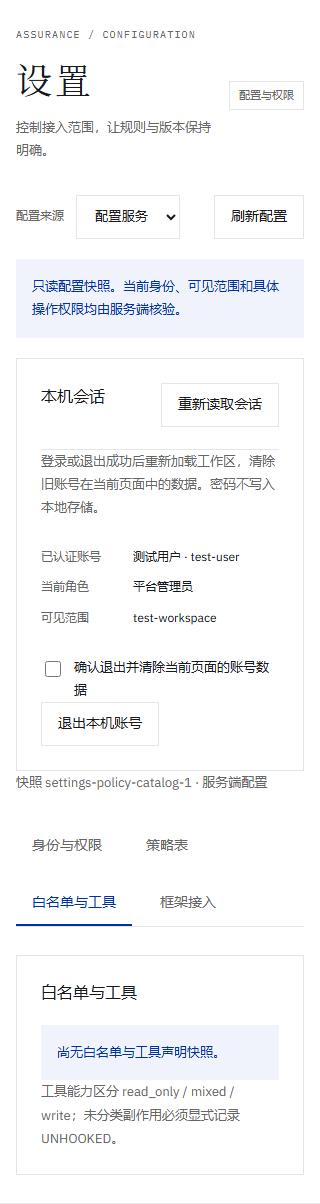 ASSURANCE / CONFIGURATION
设置
配置与权限
控制接入范围，让规则与版本保持
明确。
配置来源
配置服务
刷新配置
只读配置快照。当前身份、可见范围和具体
操作权限均由服务端核验。
本机会话
重新读取会话
登录或退出成功后重新加载工作区，清除
旧账号在当前页面中的数据。密码不写入
本地存储。
已认证账号 测试用户 · test-user
当前角色 平台管理员
可见范围 test-workspace
确认退出并清除当前页面的账号数
据
退出本机账号
快照 settings-policy-catalog-1 · 服务端配置
身份与权限 策略表
白名单与工具 框架接入
白名单与工具
尚无白名单与工具声明快照。
工具能力区分 read_only / mixed /
write；未分类副作用必须显式记录
UNHOOKED。